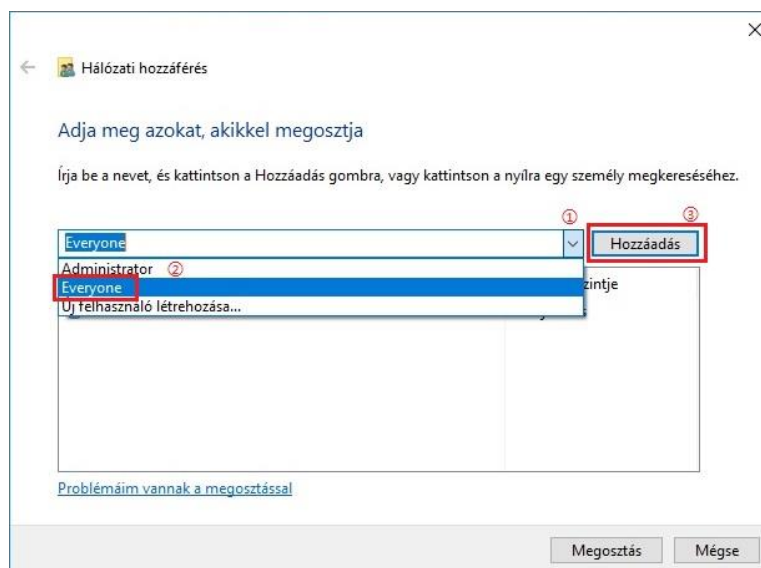 Hálózati hozzáférés
Adja meg azokat, akikkel megosztja
Írja be a nevet, és kattintson a Hozzáadás gombra, vagy kattintson a nyílra egy személy megkereséséhez.
① ③
Everyone Hozzáadás
Administrator ②
Everyone zintje
Új felhasználó létrehozása...
Problémáim vannak a megosztással
Megosztás Mégse